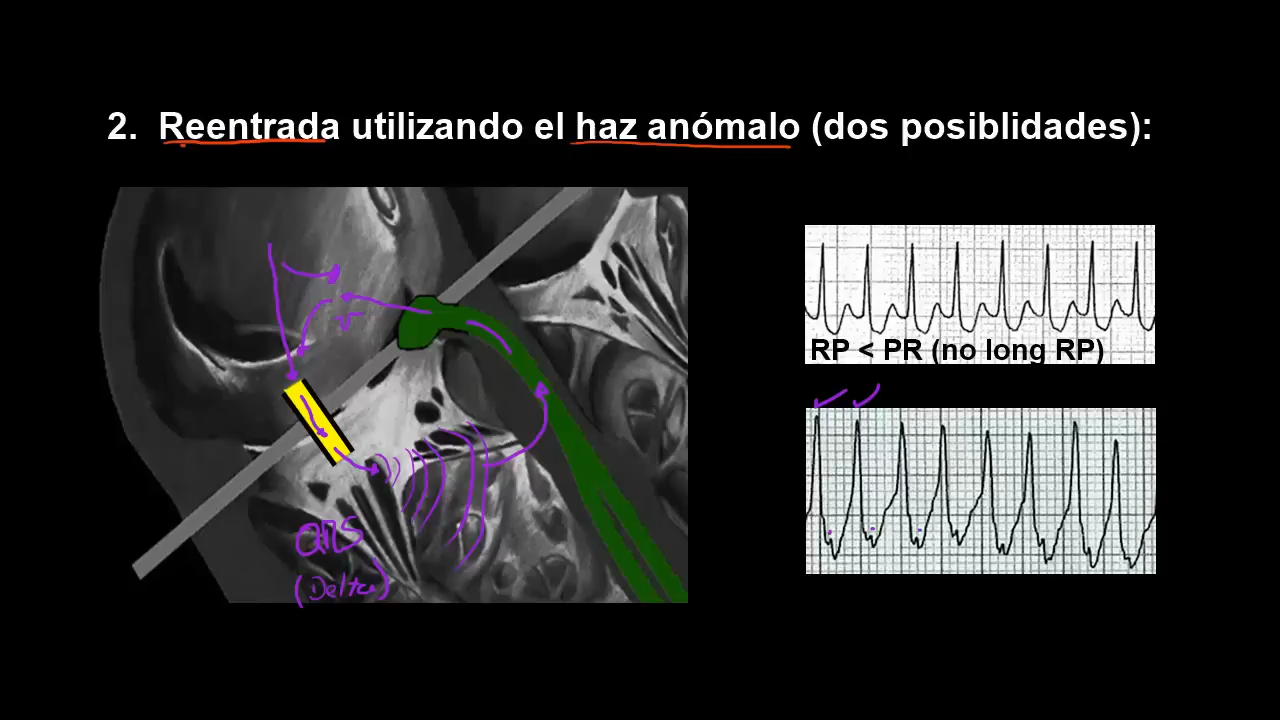 2. Reentrada utilizando el haz anómalo (dos posiblidades):
RP < PR (no long RP)
QRS
(Delta)